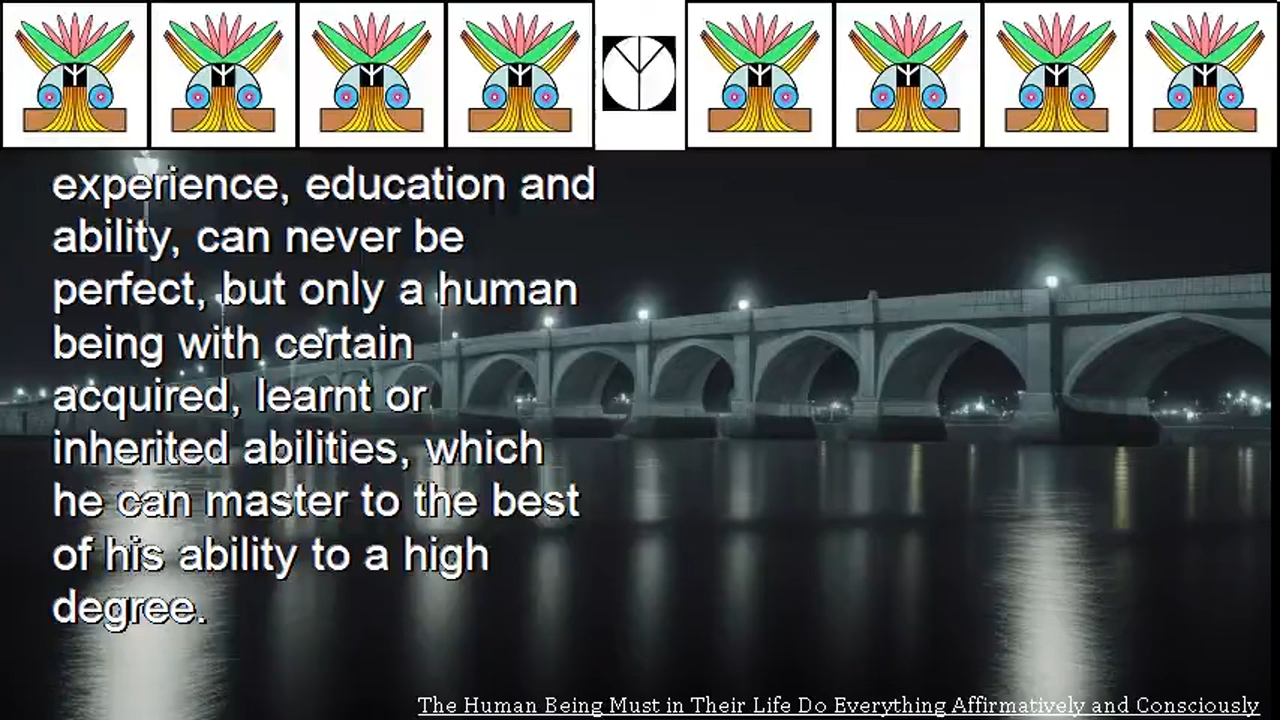 experience, education and
ability, can never be
perfect, but only a human
being with certain
acquired, learnt or
inherited abilities, which
he can master to the best
of his ability to a high
degree.
The Human Being Must in Their Life Do Everything Affirmatively and Consciously